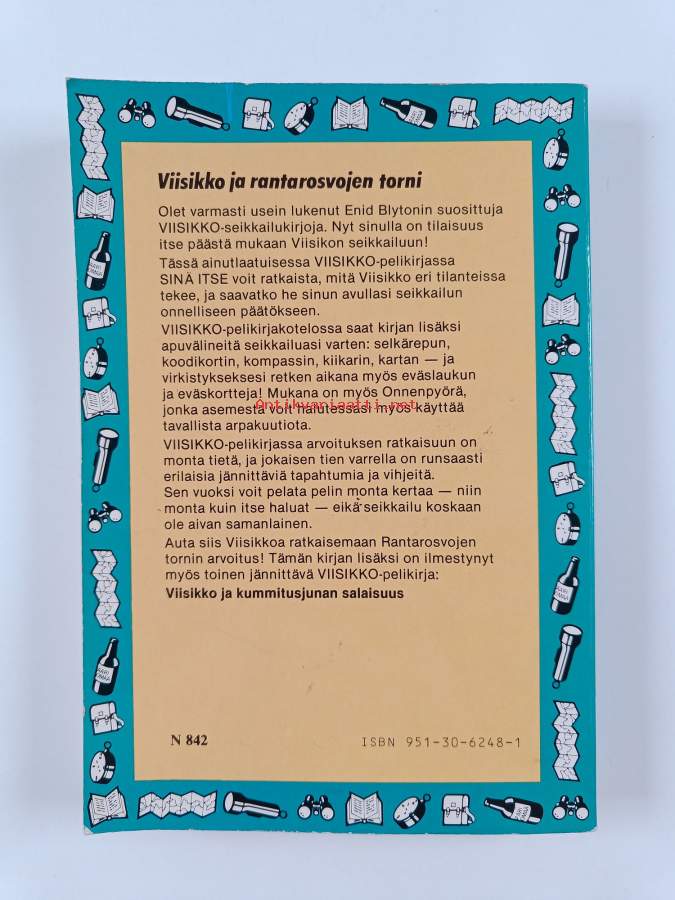 Viisikko ja rantarosvojen torni
Olet varmasti usein lukenut Enid Blytonin suosittuja
VIISIKKO-seikkailukirjoja. Nyt sinulla on tilaisuus
itse päästä mukaan Viisikon seikkailuun!
Tässä ainutlaatuisessa VIISIKKO-pelikirjassa
SINÄ ITSE voit ratkaista, mitä Viisikko eri tilanteissa
tekee, ja saavatko he sinun avullasi seikkailun
onnelliseen päätökseen.
VIISIKKO-pelikirjakotelossa saat kirjan lisäksi
apuvälineitä seikkailuasi varten: selkärepun,
koodikortin, kompassin, kiikarin, kartan — ja
virkistykseksesi retken aikana myös eväslaukun
ja eväskortteja! Mukana on myös Onnenpyörä,
Antikvariaatti.net
jonka asemesta voit halutessasi myös käyttää
tavallista arpakuutiota.
VIISIKKO-pelikirjassa arvoituksen ratkaisuun on
monta tietä, ja jokaisen tien varrella on runsaasti
erilaisia jännittäviä tapahtumia ja vihjeitä.
Sen vuoksi voit pelata pelin monta kertaa — niin
monta kuin itse haluat — eikä seikkailu koskaan
ole aivan samanlainen.
Auta siis Viisikkoa ratkaisemaan Rantarosvojen
tornin arvoitus! Tämän kirjan lisäksi on ilmestynyt
myös toinen jännittävä VIISIKKO-pelikirja:
Viisikko ja kummitusjunan salaisuus
N 842
ISBN 951-30-6248-1